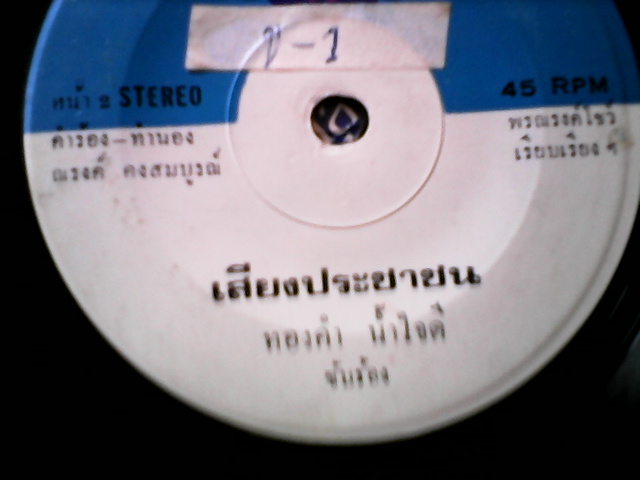 ข-1
หน้า ๒ STEREO
45 RPM
คำร้อง-ทำนอง
ณรงค์ คงสมบูรณ์
พรณรงค์โชว์
เรียบเรียง ฯ
เสียงประชาชน
ทองคำ น้ำใจดี
ขับร้อง